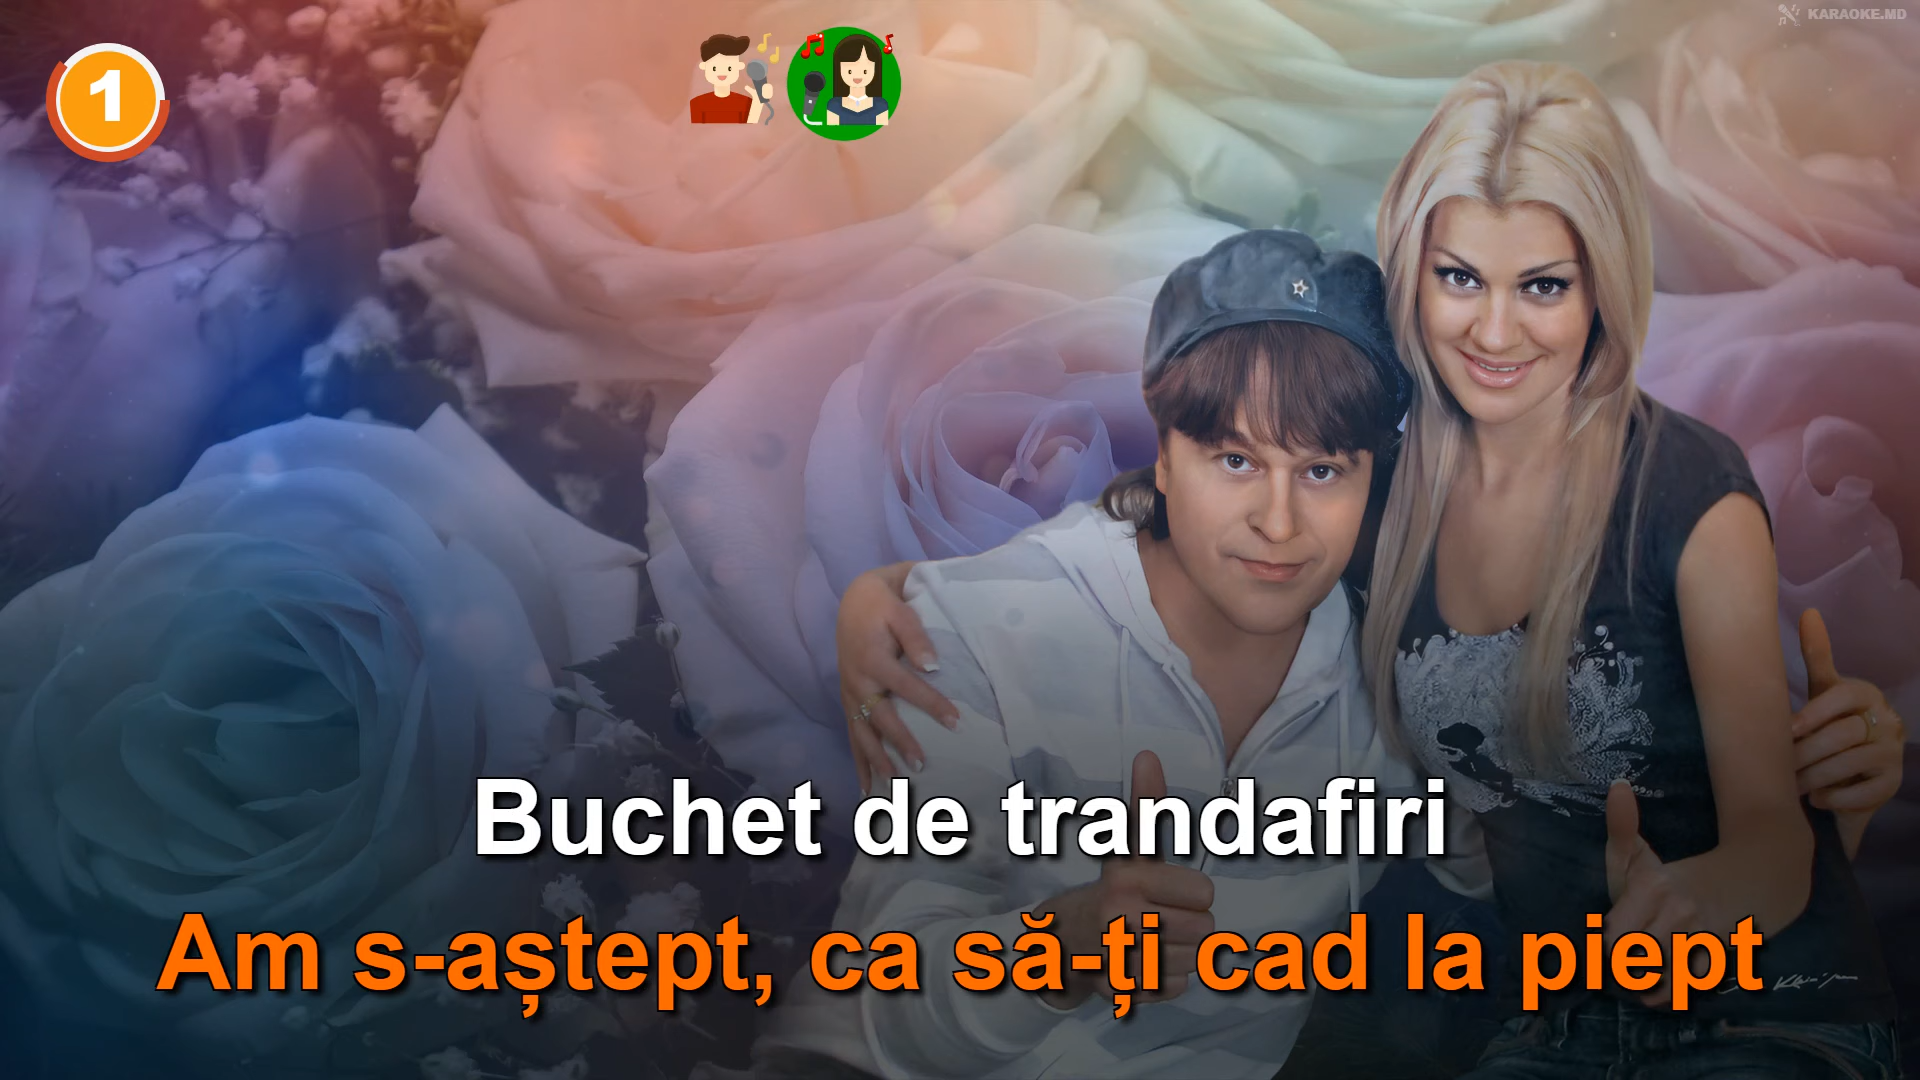 KARAOKE.MD
1
Buchet de trandafiri
Am s-aștept, ca să-ți cad la piept